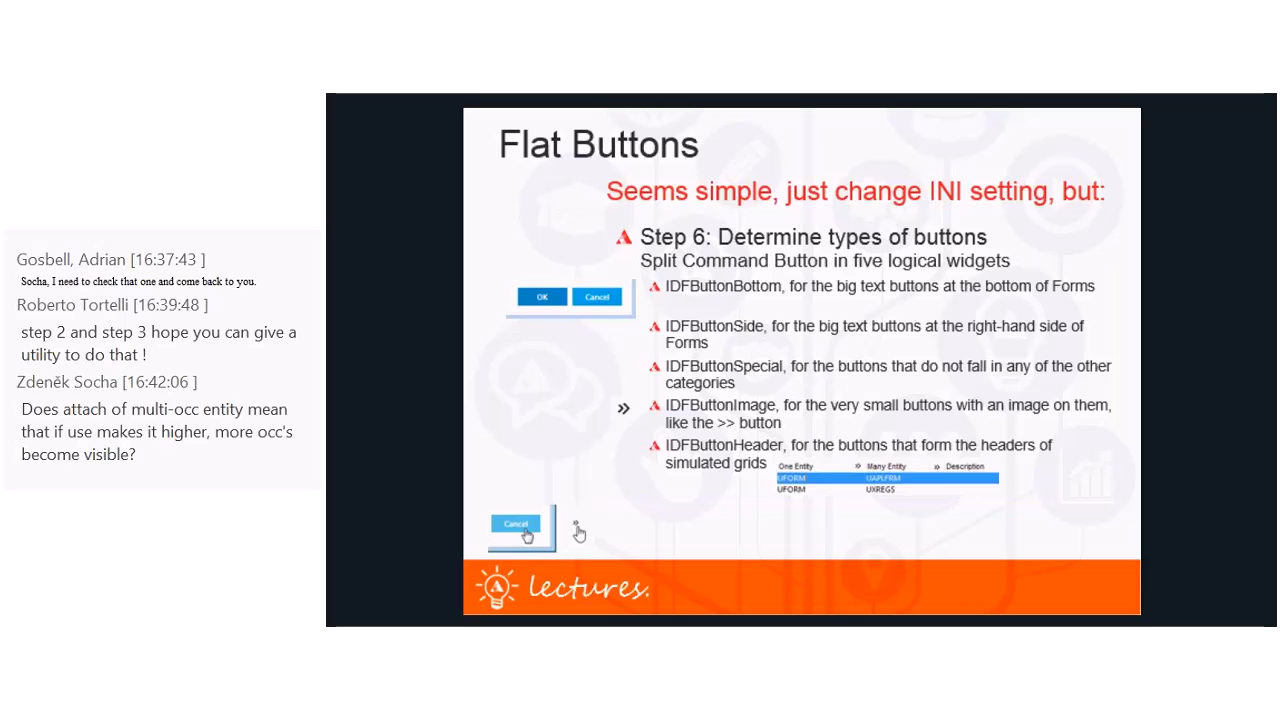 Gosbell, Adrian [16:37:43 ]
Socha, I need to check that one and come back to you.
Roberto Tortelli [16:39:48 ]
step 2 and step 3 hope you can give a
utility to do that !
Zdeněk Socha [16:42:06 ]
Does attach of multi-occ entity mean
that if use makes it higher, more occ's
become visible?
Flat Buttons
Seems simple, just change INI setting, but:
Step 6: Determine types of buttons
Split Command Button in five logical widgets
IDFButtonBottom, for the big text buttons at the bottom of Forms
OK Cancel
IDFButtonSide, for the big text buttons at the right-hand side of
Forms
IDFButtonSpecial, for the buttons that do not fall in any of the other
categories
»
IDFButtonImage, for the very small buttons with an image on them,
like the >> button
IDFButtonHeader, for the buttons that form the headers of
simulated grids
One Entity » Many Entity » Description
UFORM UAPLFRM
UFORM UXREGS
Cancel »
lectures.